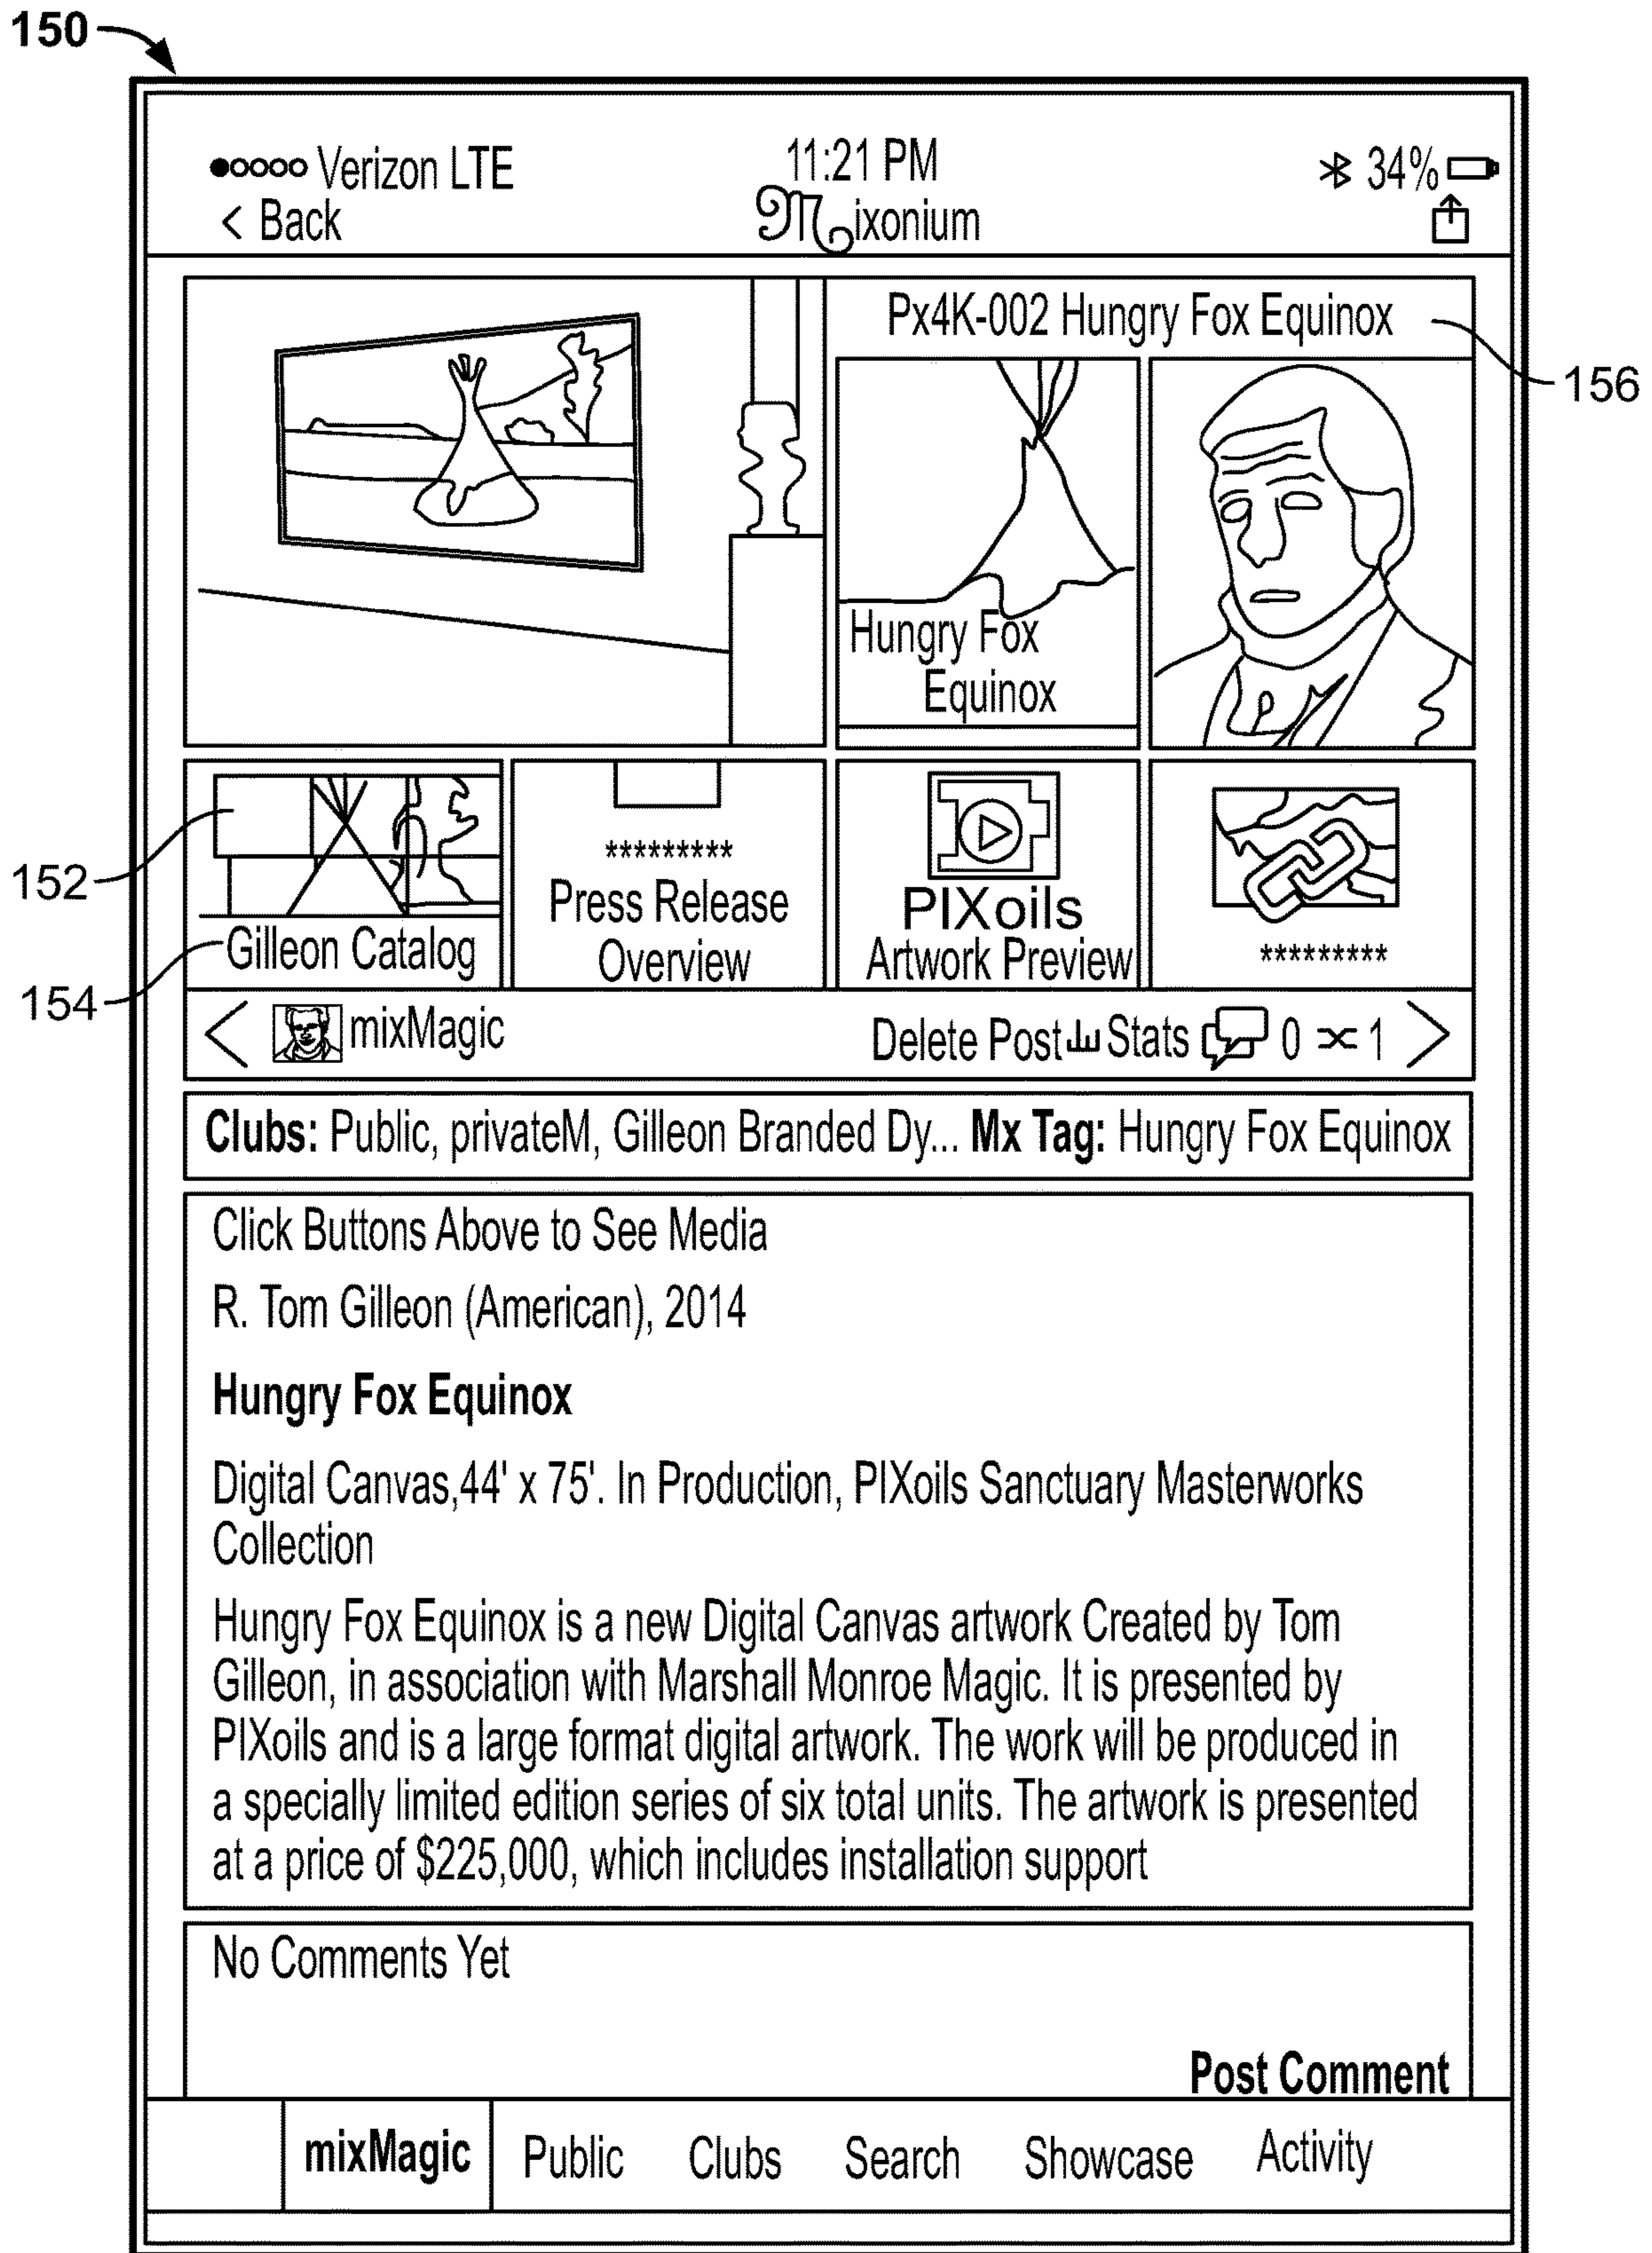 150
Verizon LTE
11:21 PM
34%
< Back
Mixonium
Px4K-002 Hungry Fox Equinox
156
Hungry Fox
Equinox
152
*********
Press Release
Overview
PIXoils
Artwork Preview
*********
Gilleon Catalog
154
mixMagic
Delete Post Stats 0 1
Clubs: Public, privateM, Gilleon Branded Dy... Mx Tag: Hungry Fox Equinox
Click Buttons Above to See Media
R. Tom Gilleon (American), 2014
Hungry Fox Equinox
Digital Canvas,44' x 75'. In Production, PIXoils Sanctuary Masterworks
Collection
Hungry Fox Equinox is a new Digital Canvas artwork Created by Tom
Gilleon, in association with Marshall Monroe Magic. It is presented by
PIXoils and is a large format digital artwork. The work will be produced in
a specially limited edition series of six total units. The artwork is presented
at a price of $225,000, which includes installation support
No Comments Yet
Post Comment
mixMagic
Public
Clubs
Search
Showcase
Activity